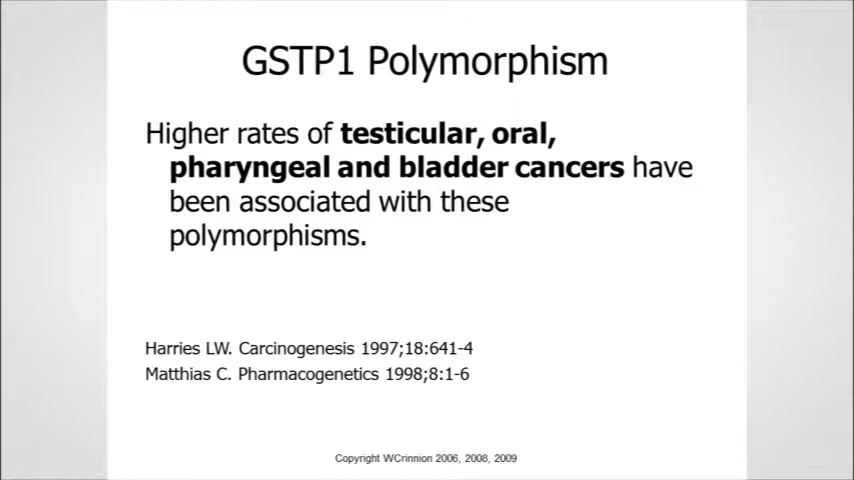 GSTP1 Polymorphism
Higher rates of testicular, oral,
pharyngeal and bladder cancers have
been associated with these
polymorphisms.
Harries LW. Carcinogenesis 1997;18:641-4
Matthias C. Pharmacogenetics 1998;8:1-6
Copyright WCrinnion 2006, 2008, 2009